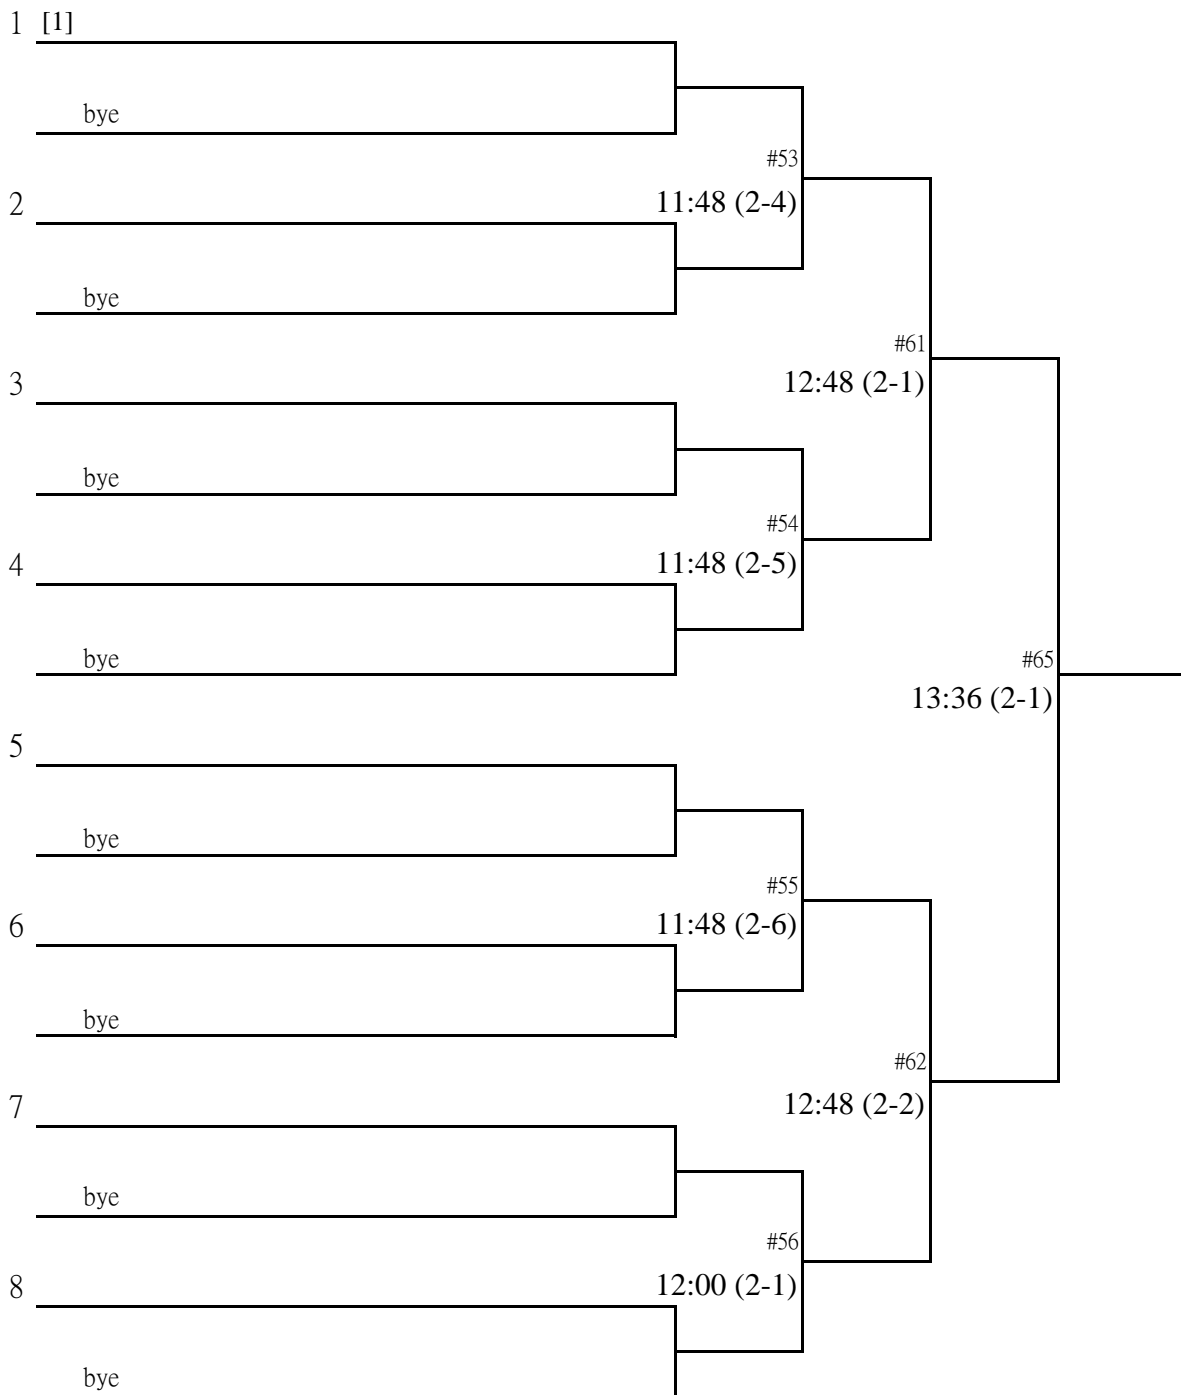 1 [1]
bye
#53
11:48 (2-4)
2
bye
#61
12:48 (2-1)
3
bye
#54
11:48 (2-5)
4
bye
#65
13:36 (2-1)
5
bye
#55
11:48 (2-6)
6
bye
#62
12:48 (2-2)
7
bye
#56
12:00 (2-1)
8
bye